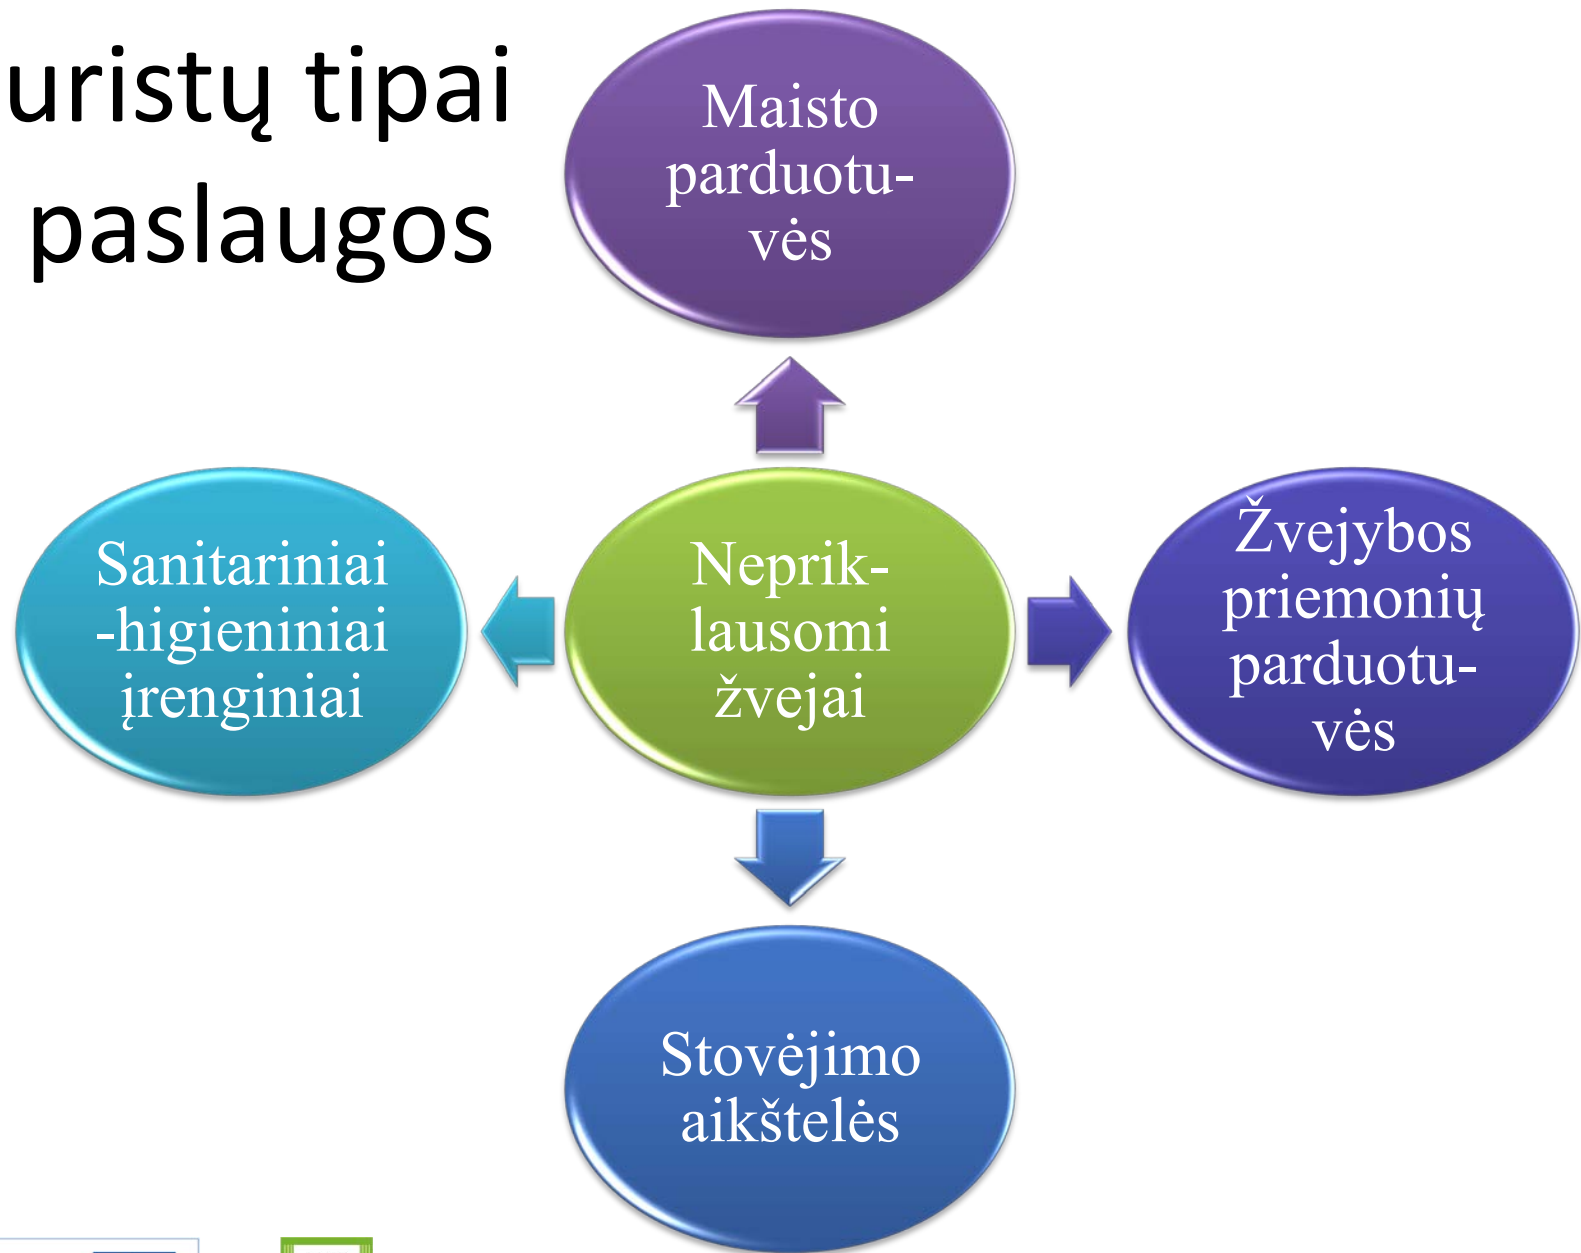 uristų tipai
paslaugos
Maisto
parduotu-
vės
Sanitariniai
-higieniniai
įrenginiai
Neprik-
lausomi
žvejai
Žvejybos
priemonių
parduotu-
vės
Stovėjimo
aikštelės